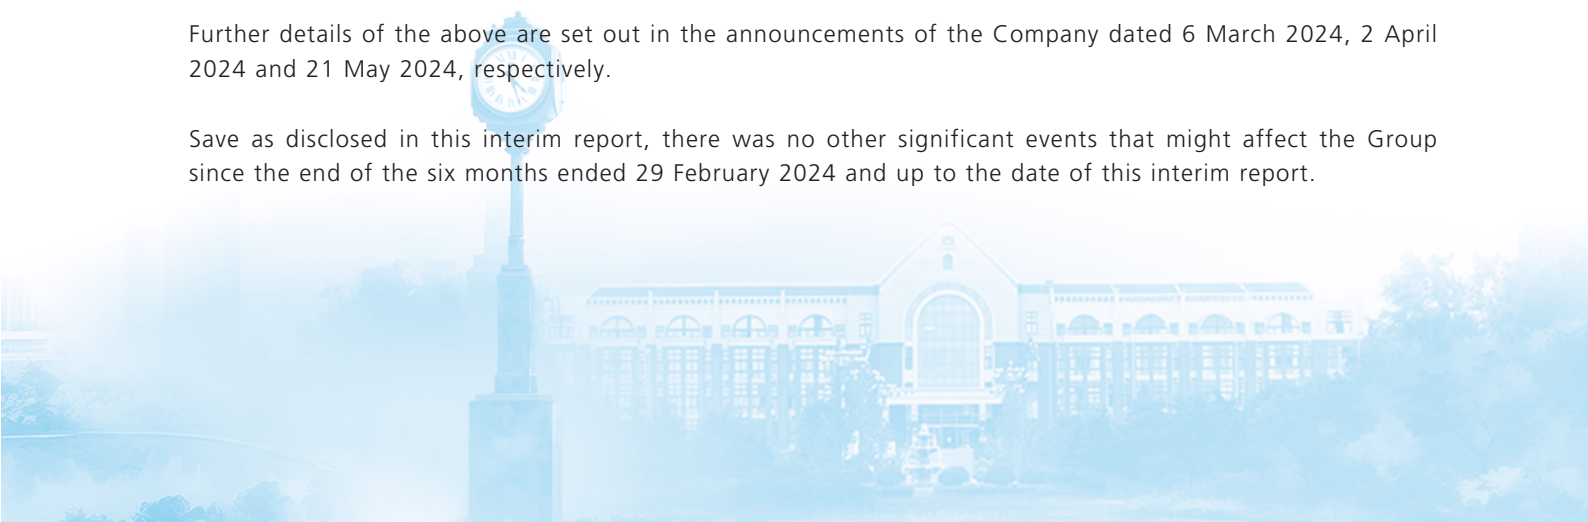 Further details of the above are set out in the announcements of the Company dated 6 March 2024, 2 April
2024 and 21 May 2024, respectively.
Save as disclosed in this interim report, there was no other significant events that might affect the Group
since the end of the six months ended 29 February 2024 and up to the date of this interim report.